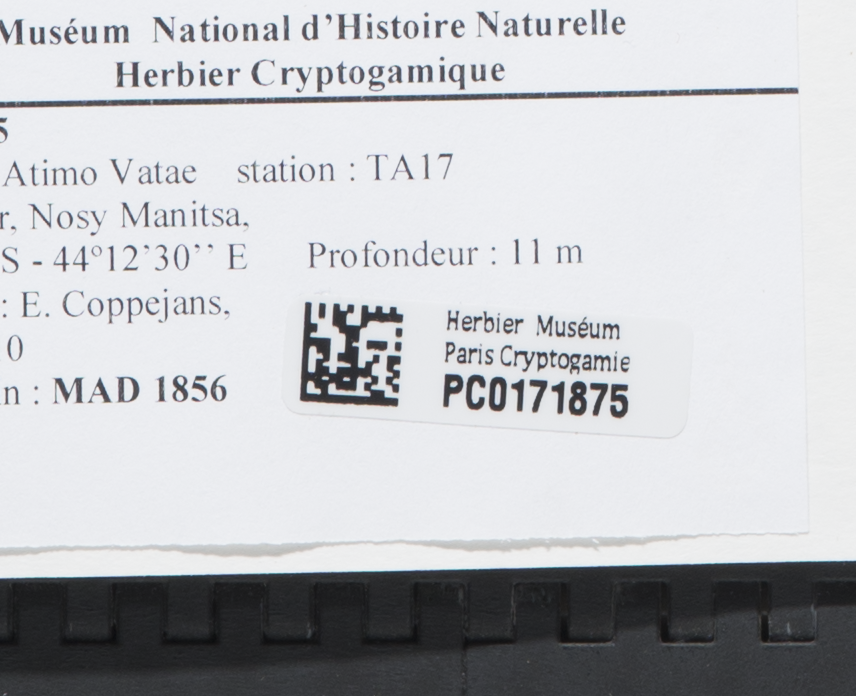 Muséum National d'Histoire Naturelle
Herbier Cryptogamique
5
Atimo Vatae station : TA17
r, Nosy Manitsa,
S - 44°12'30'' E Profondeur : 11 m
: E. Coppejans,
0
n : MAD 1856
Herbier Muséum
Paris Cryptogamie
PC0171875